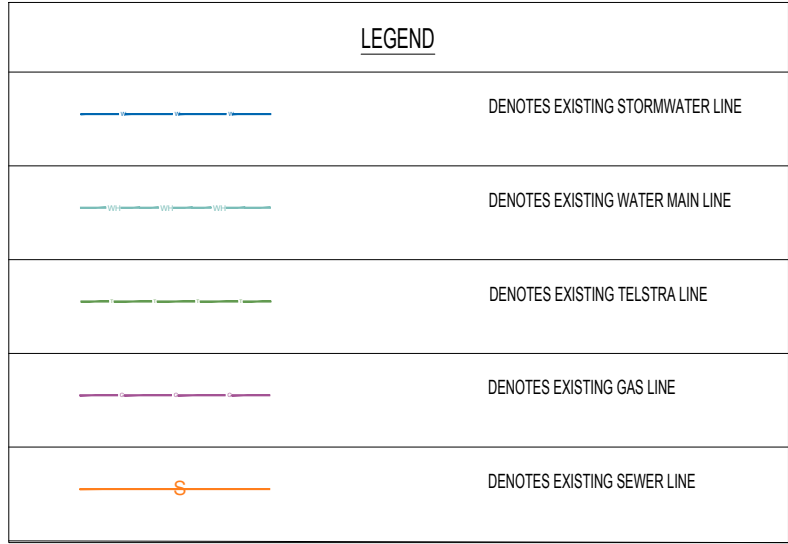 LEGEND
W W W DENOTES EXISTING STORMWATER LINE
WH WH WH DENOTES EXISTING WATER MAIN LINE
T T T T DENOTES EXISTING TELSTRA LINE
G G G DENOTES EXISTING GAS LINE
S DENOTES EXISTING SEWER LINE